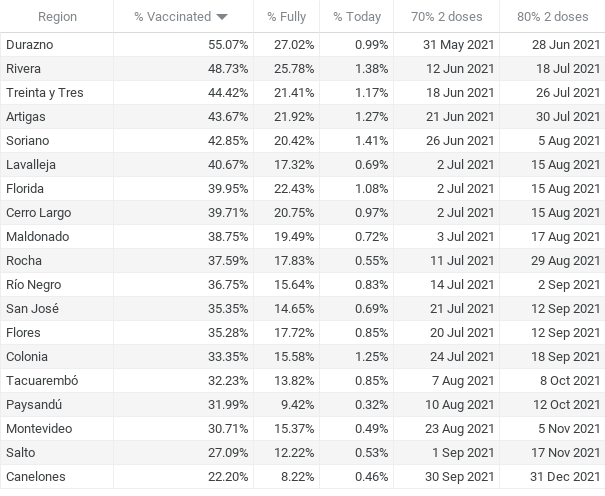 Region % Vaccinated % Fully % Today 70% 2 doses 80% 2 doses
Durazno 55.07% 27.02% 0.99% 31 May 2021 28 Jun 2021
Rivera 48.73% 25.78% 1.38% 12 Jun 2021 18 Jul 2021
Treinta y Tres 44.42% 21.41% 1.17% 18 Jun 2021 26 Jul 2021
Artigas 43.67% 21.92% 1.27% 21 Jun 2021 30 Jul 2021
Soriano 42.85% 20.42% 1.41% 26 Jun 2021 5 Aug 2021
Lavalleja 40.67% 17.32% 0.69% 2 Jul 2021 15 Aug 2021
Florida 39.95% 22.43% 1.08% 2 Jul 2021 15 Aug 2021
Cerro Largo 39.71% 20.75% 0.97% 2 Jul 2021 15 Aug 2021
Maldonado 38.75% 19.49% 0.72% 3 Jul 2021 17 Aug 2021
Rocha 37.59% 17.83% 0.55% 11 Jul 2021 29 Aug 2021
Río Negro 36.75% 15.64% 0.83% 14 Jul 2021 2 Sep 2021
San José 35.35% 14.65% 0.69% 21 Jul 2021 12 Sep 2021
Flores 35.28% 17.72% 0.85% 20 Jul 2021 12 Sep 2021
Colonia 33.35% 15.58% 1.25% 24 Jul 2021 18 Sep 2021
Tacuarembó 32.23% 13.82% 0.85% 7 Aug 2021 8 Oct 2021
Paysandú 31.99% 9.42% 0.32% 10 Aug 2021 12 Oct 2021
Montevideo 30.71% 15.37% 0.49% 23 Aug 2021 5 Nov 2021
Salto 27.09% 12.22% 0.53% 1 Sep 2021 17 Nov 2021
Canelones 22.20% 8.22% 0.46% 30 Sep 2021 31 Dec 2021